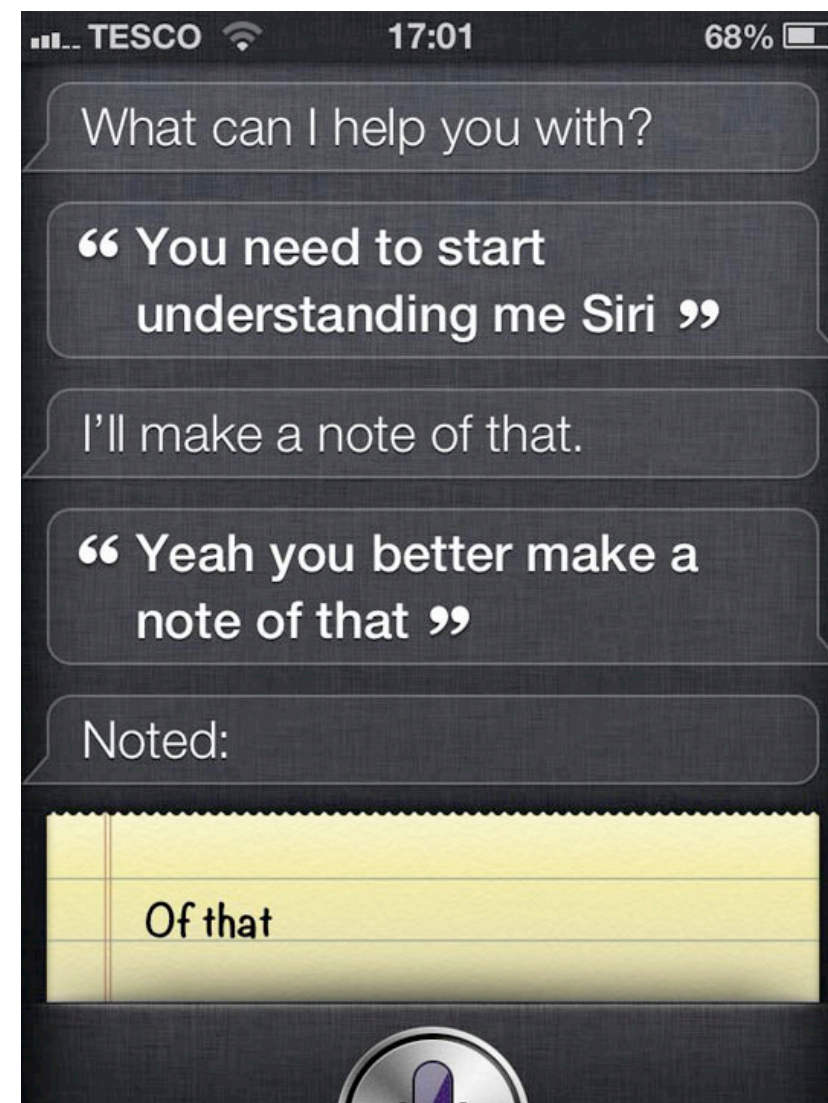 TESCO 17:01 68%
What can I help you with?
“ You need to start
understanding me Siri ”
I’ll make a note of that.
“ Yeah you better make a
note of that ”
Noted:
Of that